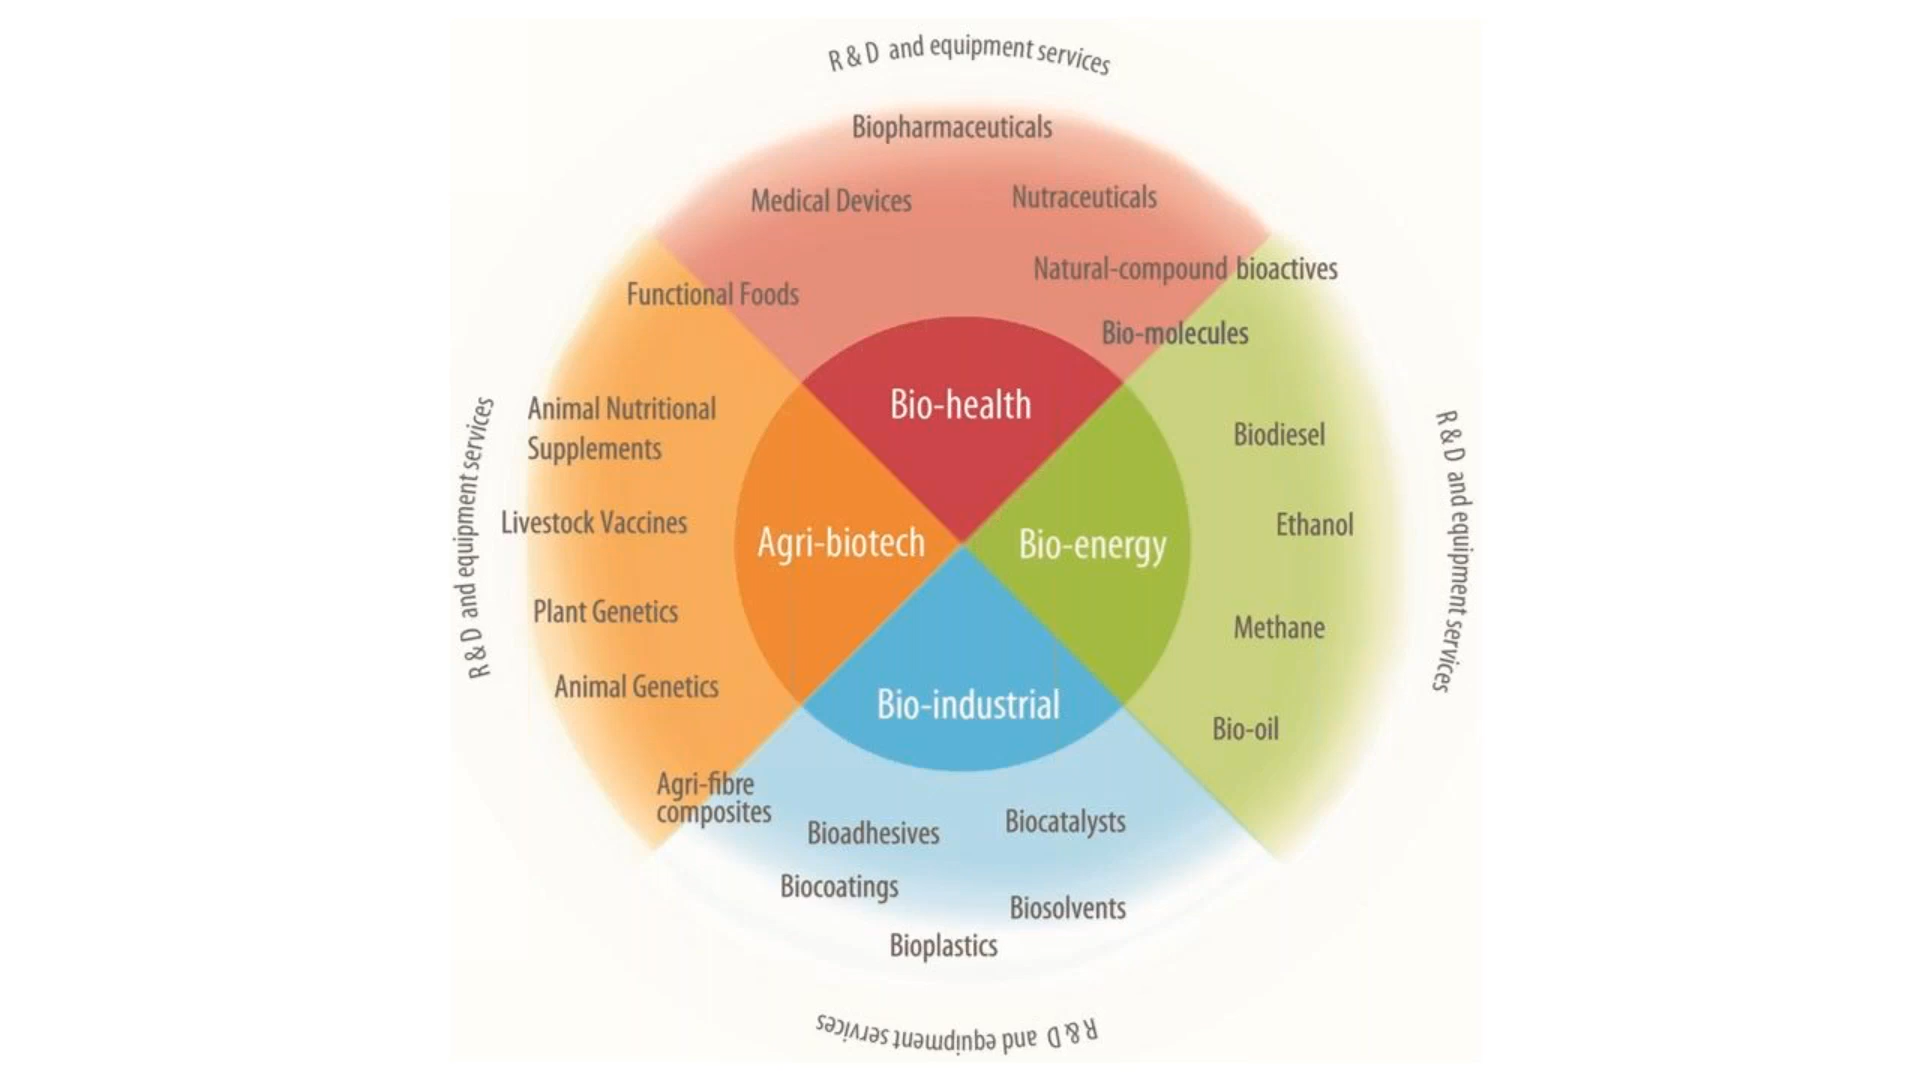 R & D and equipment services
Biopharmaceuticals
Medical Devices
Nutraceuticals
Natural-compound bioactives
Functional Foods
Bio-molecules
Bio-health
Animal Nutritional
Supplements
Biodiesel
R & D and equipment services
Livestock Vaccines
Agri-biotech
Bio-energy
Ethanol
R & D and equipment services
Plant Genetics
Methane
Animal Genetics
Bio-industrial
Bio-oil
Agri-fibre
composites
Bioadhesives
Biocatalysts
Biocoatings
Biosolvents
Bioplastics
R & D and equipment services